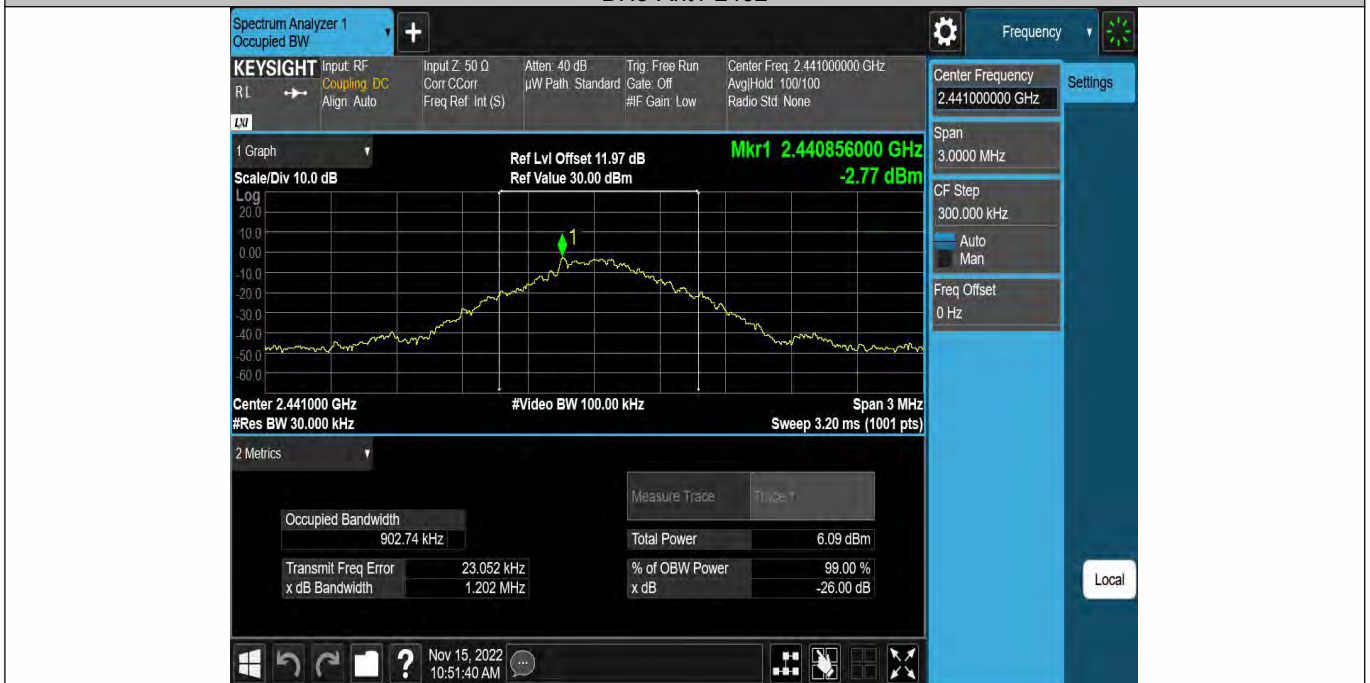 Spectrum Analyzer 1
Occupied BW
+
Frequency
KEYSIGHT
R L
LXI
Input: RF
Coupling: DC
Align: Auto
Input Z: 50 Ω
Corr CCorr
Freq Ref: Int (S)
Atten: 40 dB
µW Path: Standard
Trig: Free Run
Gate: Off
#IF Gain: Low
Center Freq: 2.441000000 GHz
Avg|Hold: 100/100
Radio Std: None
Center Frequency
2.441000000 GHz
Settings
Span
3.0000 MHz
CF Step
300.000 kHz
Auto
Man
Freq Offset
0 Hz
Local
1 Graph
Scale/Div 10.0 dB
Ref Lvl Offset 11.97 dB
Ref Value 30.00 dBm
Mkr1 2.440856000 GHz
-2.77 dBm
Log
20.0
10.0
0.00
-10.0
-20.0
-30.0
-40.0
-50.0
-60.0
1
Center 2.441000 GHz
#Res BW 30.000 kHz
#Video BW 100.00 kHz
Span 3 MHz
Sweep 3.20 ms (1001 pts)
2 Metrics
Measure Trace
Trace 1
Occupied Bandwidth
902.74 kHz
Total Power 6.09 dBm
Transmit Freq Error 23.052 kHz
% of OBW Power 99.00 %
x dB Bandwidth 1.202 MHz
x dB -26.00 dB
?
Nov 15, 2022
10:51:40 AM